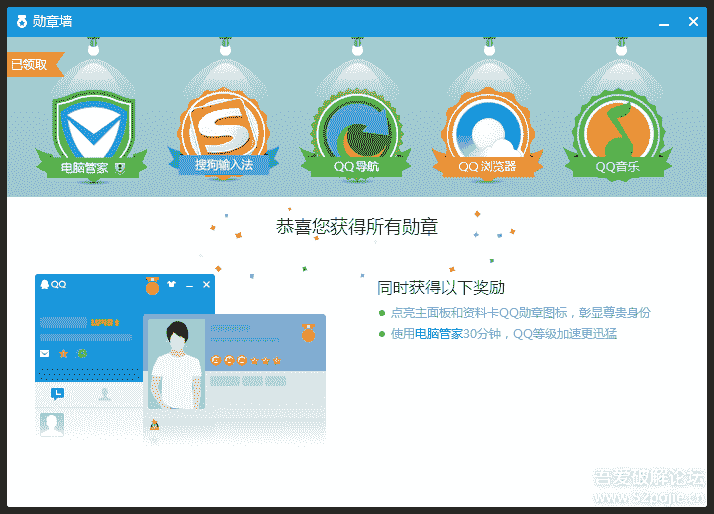 勋章墙
已领取
电脑管家
搜狗输入法
QQ导航
QQ浏览器
QQ音乐
恭喜您获得所有勋章
QQ
同时获得以下奖励
点亮主面板和资料卡QQ勋章图标，彰显尊贵身份
使用电脑管家30分钟，QQ等级加速更迅猛
吾爱破解论坛
www.52pojie.cn